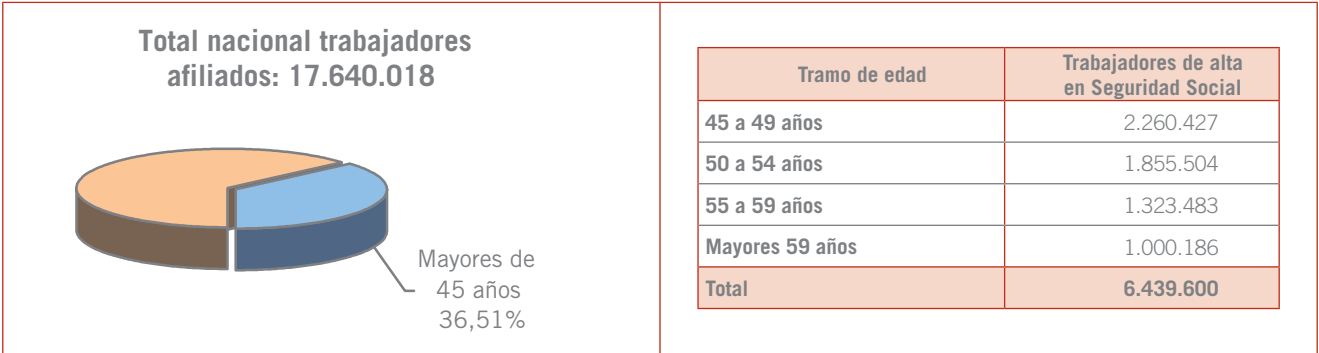 Total nacional trabajadores
afiliados: 17.640.018
Mayores de
45 años
36,51%
Tramo de edad
Trabajadores de alta
en Seguridad Social
45 a 49 años 2.260.427
50 a 54 años 1.855.504
55 a 59 años 1.323.483
Mayores 59 años 1.000.186
Total 6.439.600